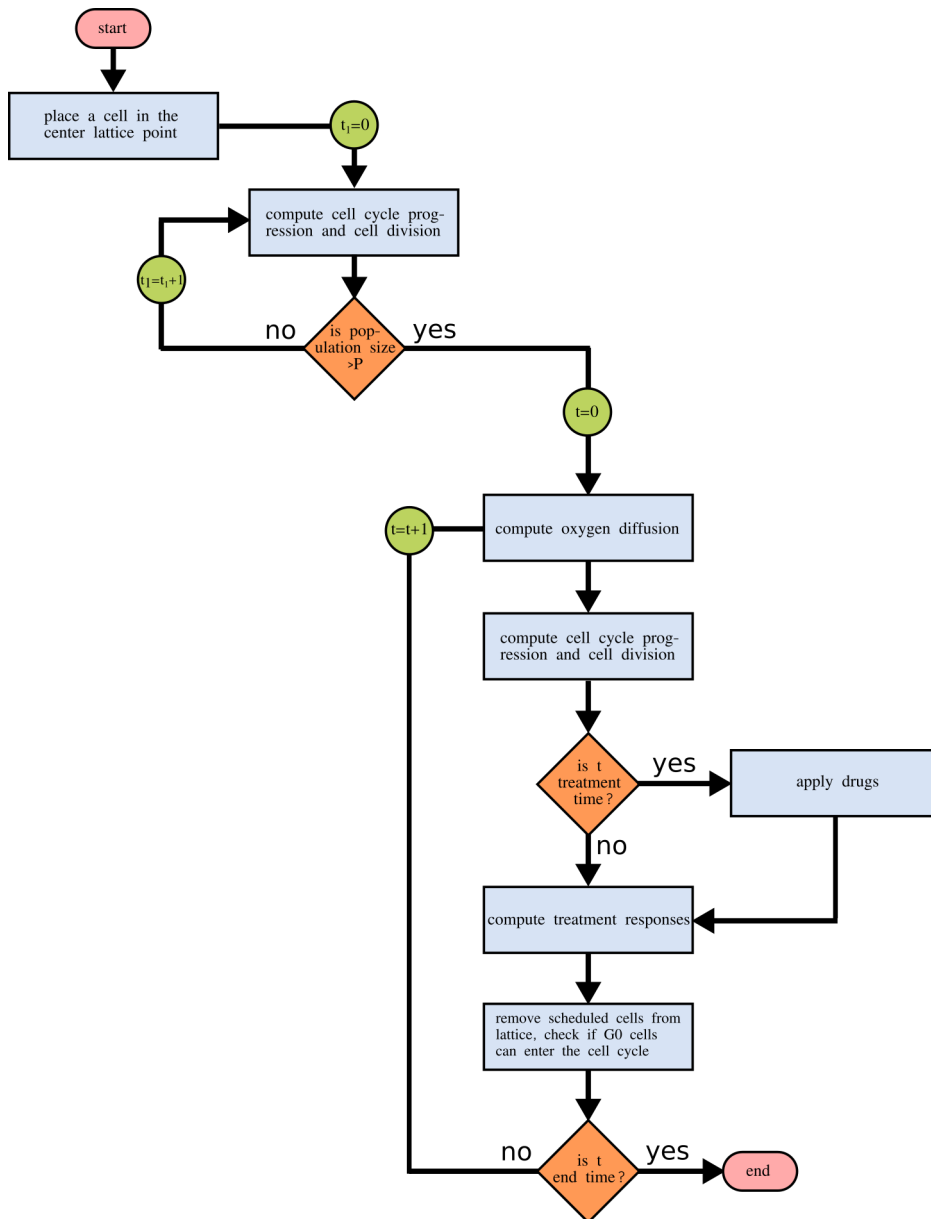 start
place a cell in the
center lattice point
t₁=0
compute cell cycle prog-
ression and cell division
t₁=t₁+1
no
is pop-
ulation size
>P
yes
t=0
t=t+1
compute oxygen diffusion
compute cell cycle prog-
ression and cell division
is t
treatment
time?
yes
apply drugs
no
compute treatment responses
remove scheduled cells from
lattice, check if G0 cells
can enter the cell cycle
no
is t
end time?
yes
end